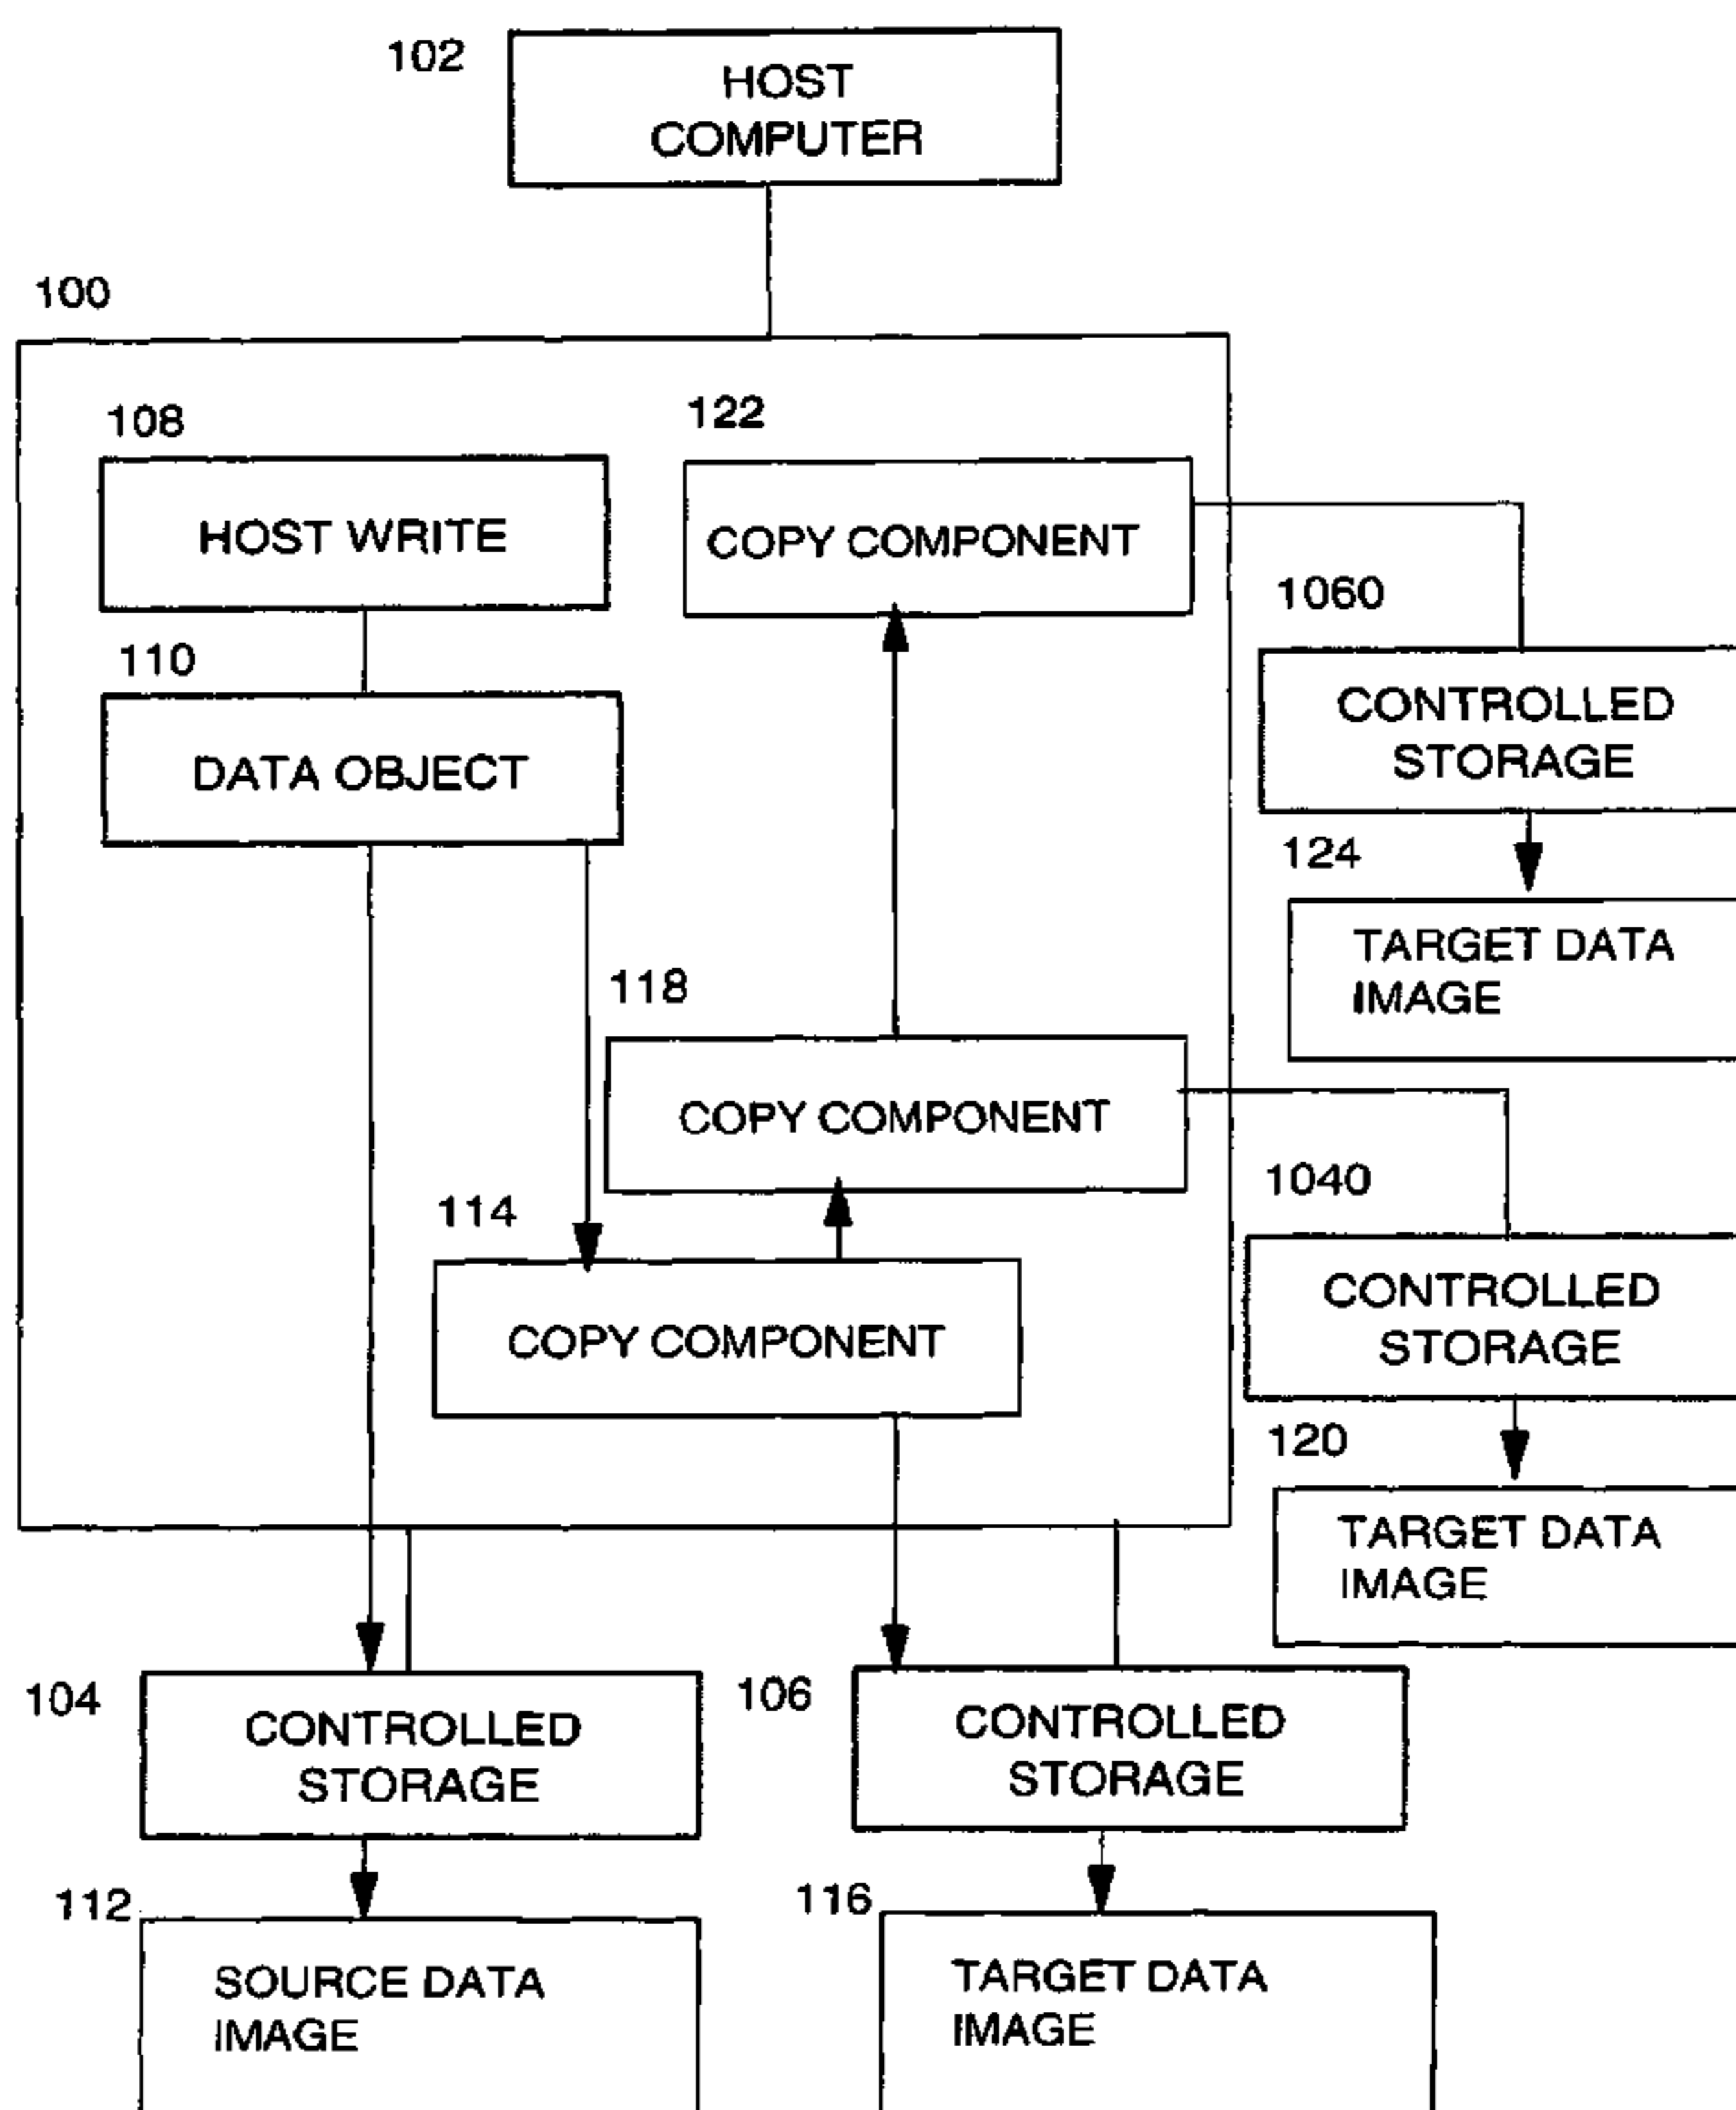 102
HOST
COMPUTER
100
108
HOST WRITE
122
COPY COMPONENT
110
DATA OBJECT
1060
CONTROLLED
STORAGE
124
TARGET DATA
IMAGE
118
COPY COMPONENT
114
COPY COMPONENT
1040
CONTROLLED
STORAGE
120
TARGET DATA
IMAGE
104
CONTROLLED
STORAGE
106
CONTROLLED
STORAGE
112
SOURCE DATA
IMAGE
116
TARGET DATA
IMAGE